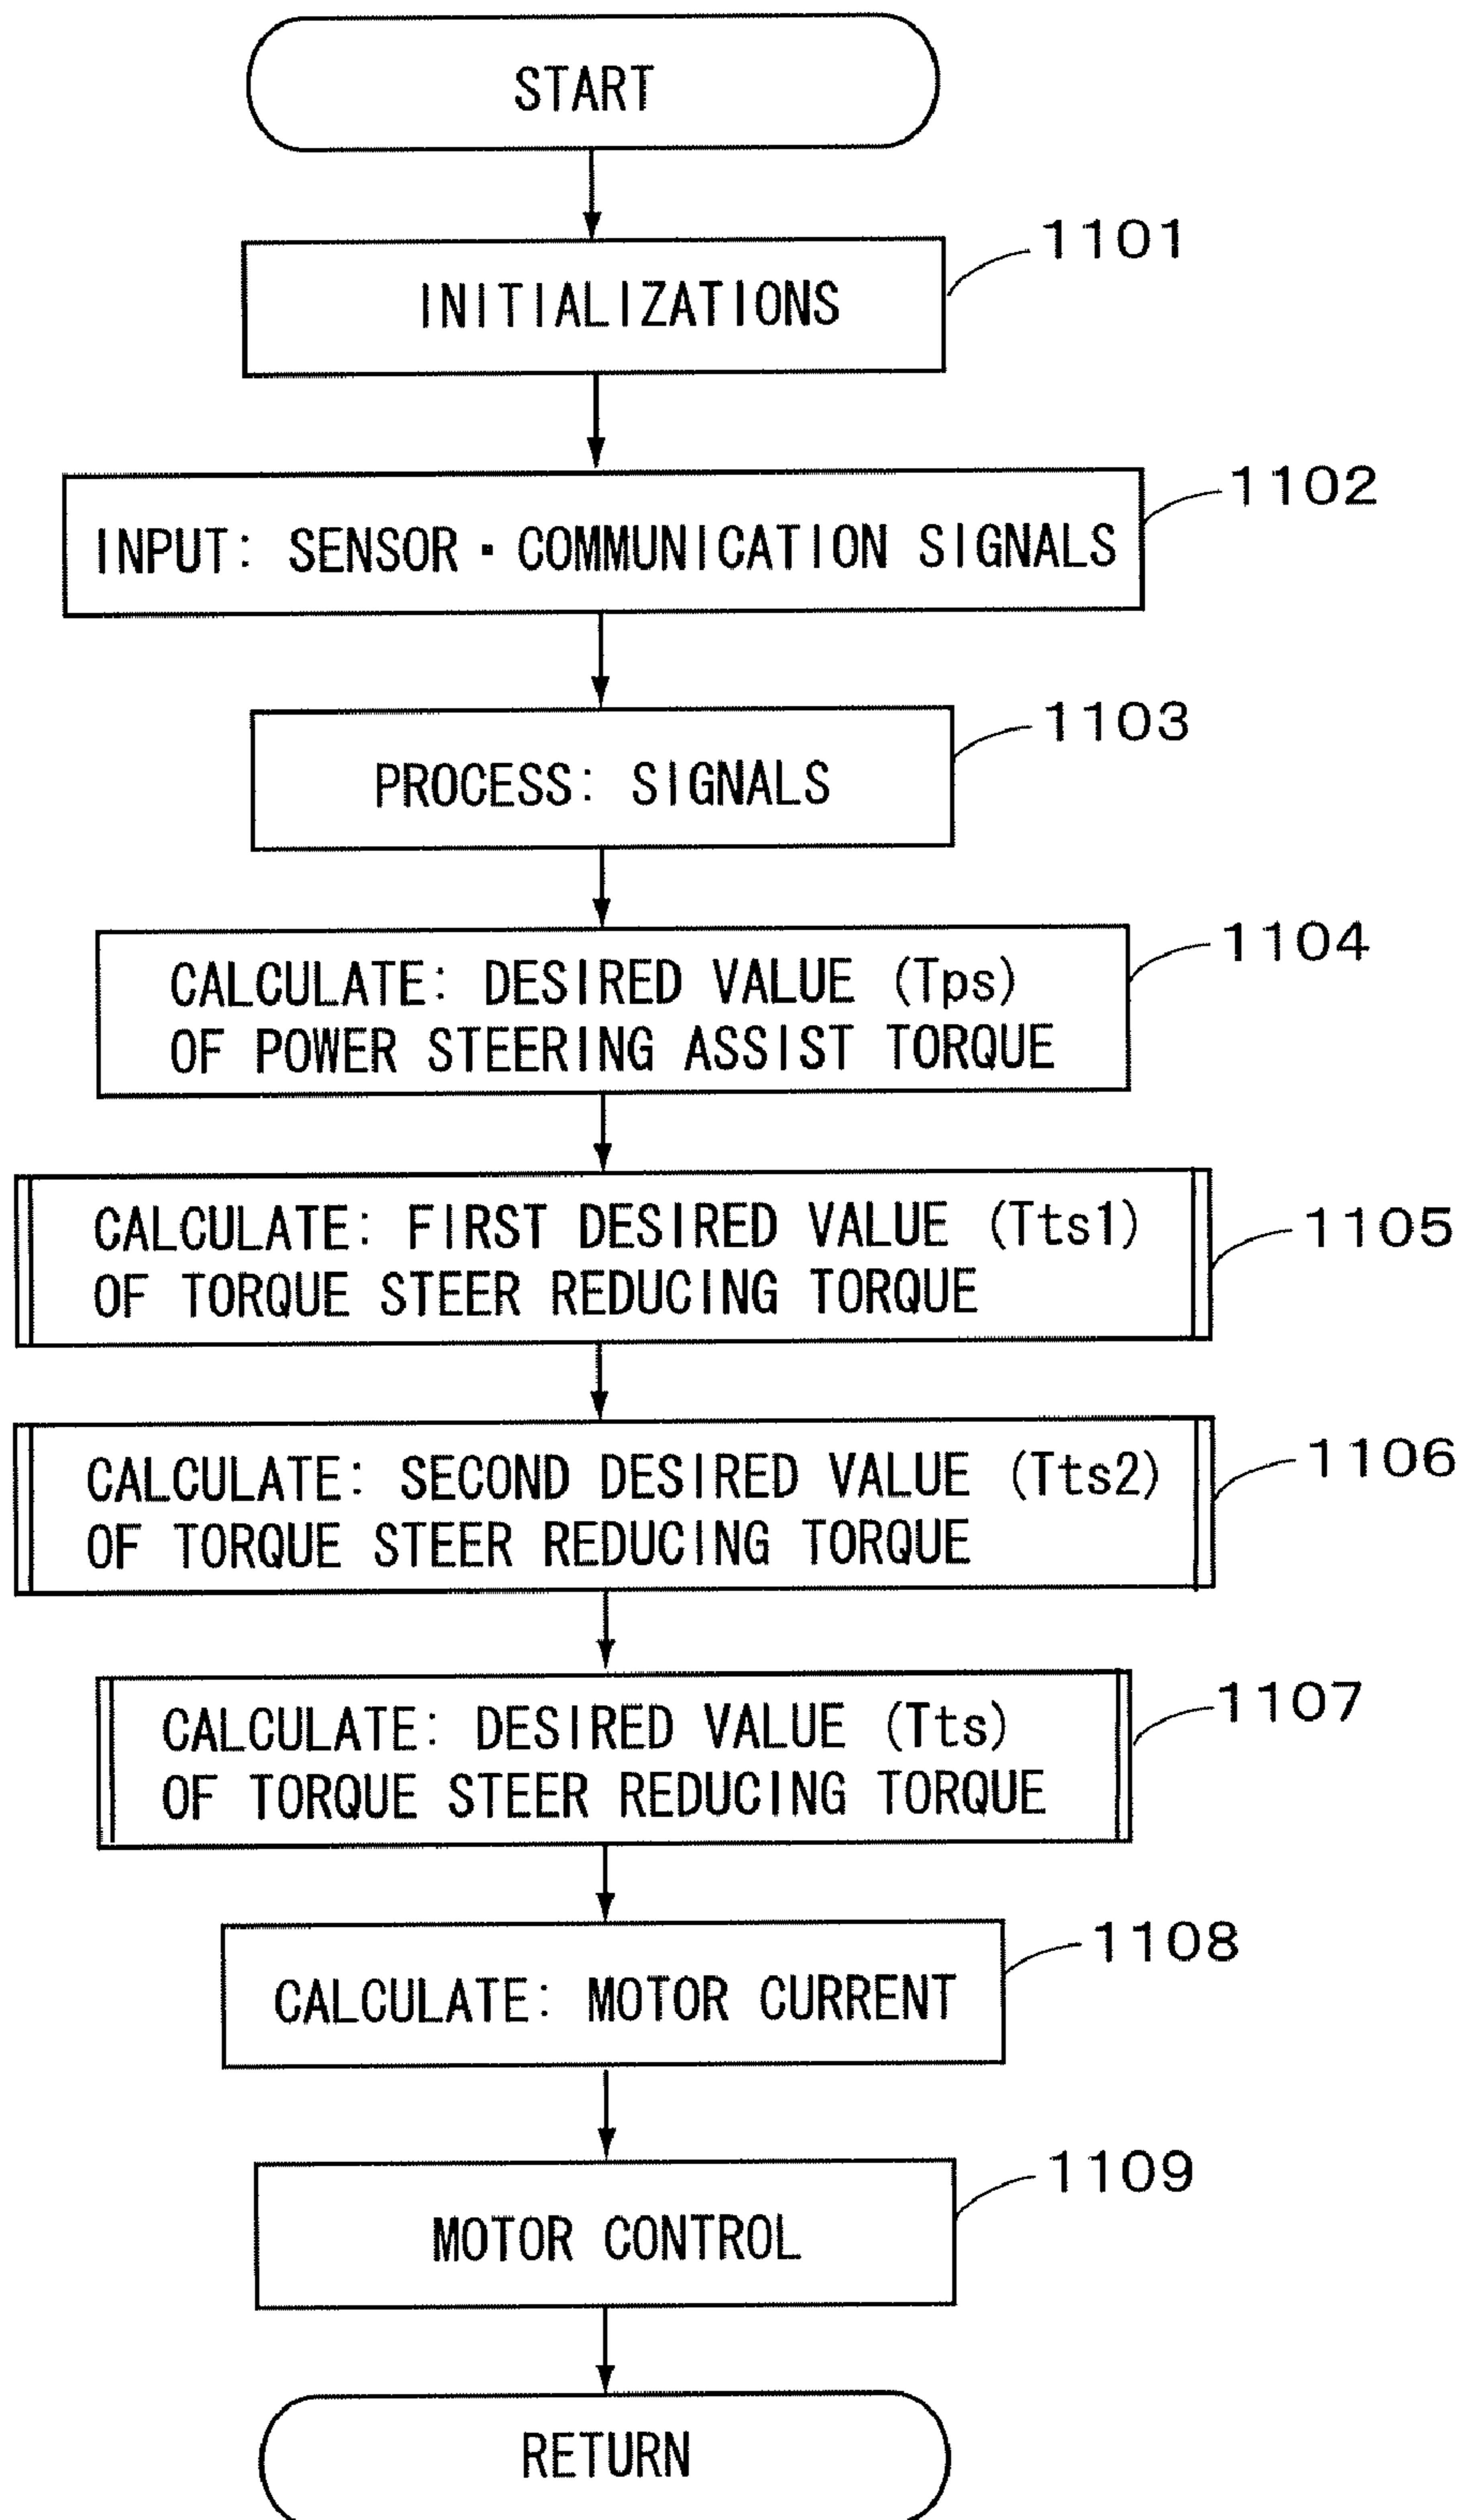 START
1101
INITIALIZATIONS
1102
INPUT: SENSOR・COMMUNICATION SIGNALS
1103
PROCESS: SIGNALS
1104
CALCULATE: DESIRED VALUE (Tps)
OF POWER STEERING ASSIST TORQUE
1105
CALCULATE: FIRST DESIRED VALUE (Tts1)
OF TORQUE STEER REDUCING TORQUE
1106
CALCULATE: SECOND DESIRED VALUE (Tts2)
OF TORQUE STEER REDUCING TORQUE
1107
CALCULATE: DESIRED VALUE (Tts)
OF TORQUE STEER REDUCING TORQUE
1108
CALCULATE: MOTOR CURRENT
1109
MOTOR CONTROL
RETURN